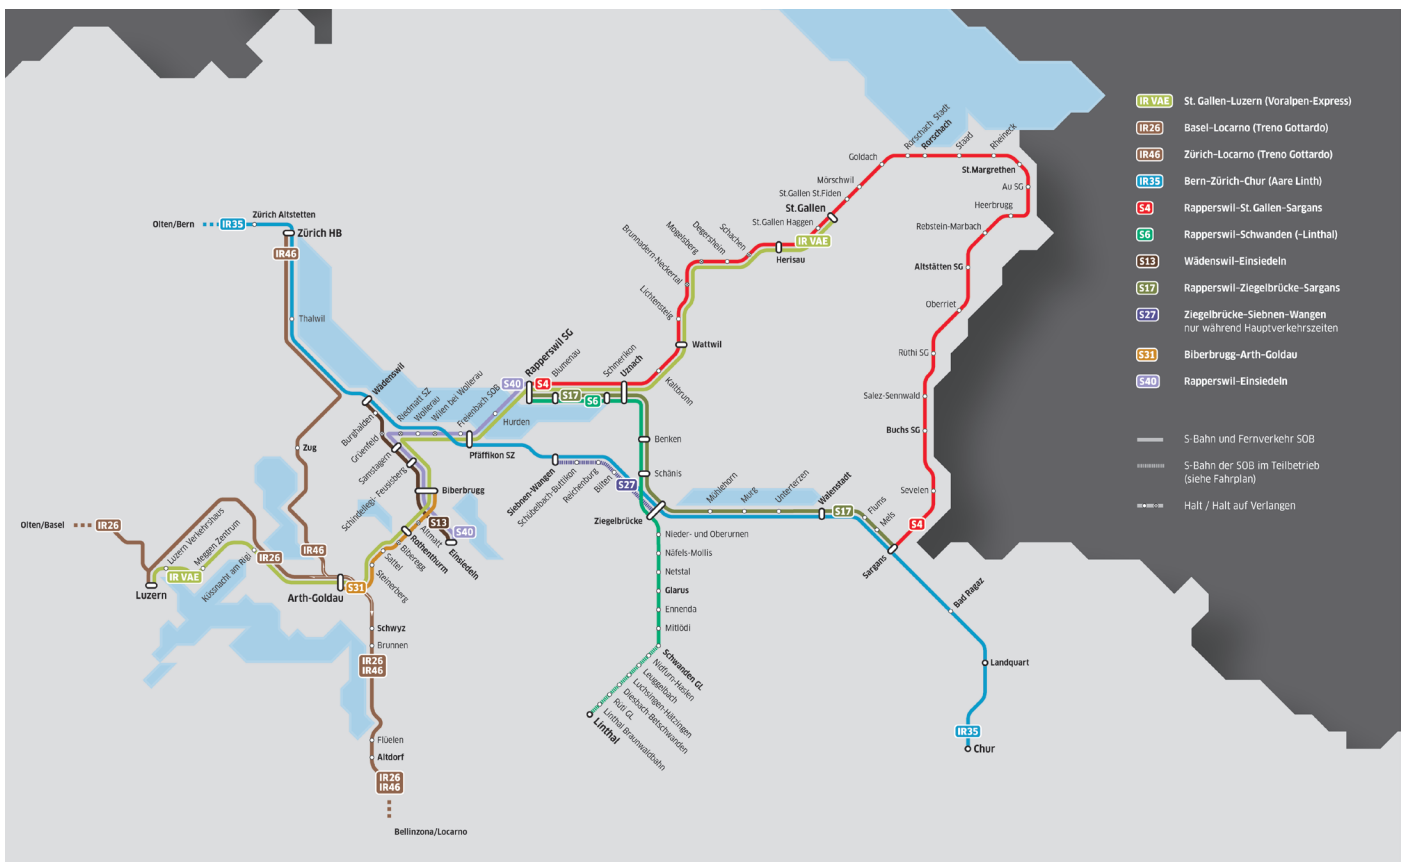 IR VAE St. Gallen–Luzern (Voralpen-Express)
IR26 Basel–Locarno (Treno Gottardo)
IR46 Zürich–Locarno (Treno Gottardo)
IR35 Bern–Zürich–Chur (Aare Linth)
S4 Rapperswil–St. Gallen–Sargans
S6 Rapperswil–Schwanden (–Linthal)
S13 Wädenswil–Einsiedeln
S17 Rapperswil–Ziegelbrücke–Sargans
S27 Ziegelbrücke–Siebnen–Wangen
nur während Hauptverkehrszeiten
S31 Biberbrugg–Arth-Goldau
S40 Rapperswil–Einsiedeln
S-Bahn und Fernverkehr SOB
S-Bahn der SOB im Teilbetrieb
(siehe Fahrplan)
Halt / Halt auf Verlangen
Rorschach Stadt
Rorschach
Staad
Rheineck
Goldach
St.Margrethen
Mörschwil
Au SG
St.Gallen St.Fiden
St.Gallen
Heerbrugg
St.Gallen Haggen
Rebstein-Marbach
IR VAE
Herisau
Schachen
Degersheim
Mogelsberg
Brunnadern-Neckertal
Lichtensteig
Wattwil
Kaltbrunn
Altstätten SG
Oberriet
Rüthi SG
Salez-Sennwald
Buchs SG
Sevelen
S4
Sargans
Olten/Bern
IR35
Zürich Altstetten
Zürich HB
IR46
Thalwil
Wädenswil
Burghalden
Grüenfeld
Samstagern
Schindellegi-Feusisberg
Riedmatt SZ
Wollerau
Wilen bei Wollerau
Freienbach SOB
Hurden
Pfäffikon SZ
Rapperswil SG
S40
S4
Blumenau
S17
S6
Schmerikon
Uznach
Benken
Schänis
Siebnen-Wangen
Schübelbach-Buttikon
Reichenburg
Bilten
S27
Ziegelbrücke
Mühlehorn
Murg
Unterterzen
Walenstadt
S17
Flums
Mels
Bad Ragaz
Landquart
IR35
Chur
Nieder- und Oberurnen
Näfels-Mollis
Netstal
Glarus
Ennenda
Mitlödi
Schwanden GL
Nidfurn-Haslen
Leuggelbach
Luchsingen-Hätzingen
Diesbach-Betschwanden
Rüti GL
Linthal Braunwaldbahn
Linthal
Biberbrugg
S13
S40
Einsiedeln
Altmatt
Rothenthurm
Biberegg
Sattel
Steinerberg
S31
Zug
IR46
Olten/Basel
IR26
Luzern Verkehrshaus
Meggen Zentrum
IR VAE
Küssnacht am Rigi
IR26
Luzern
Arth-Goldau
Schwyz
Brunnen
IR26
IR46
Flüelen
Altdorf
IR26
IR46
Bellinzona/Locarno